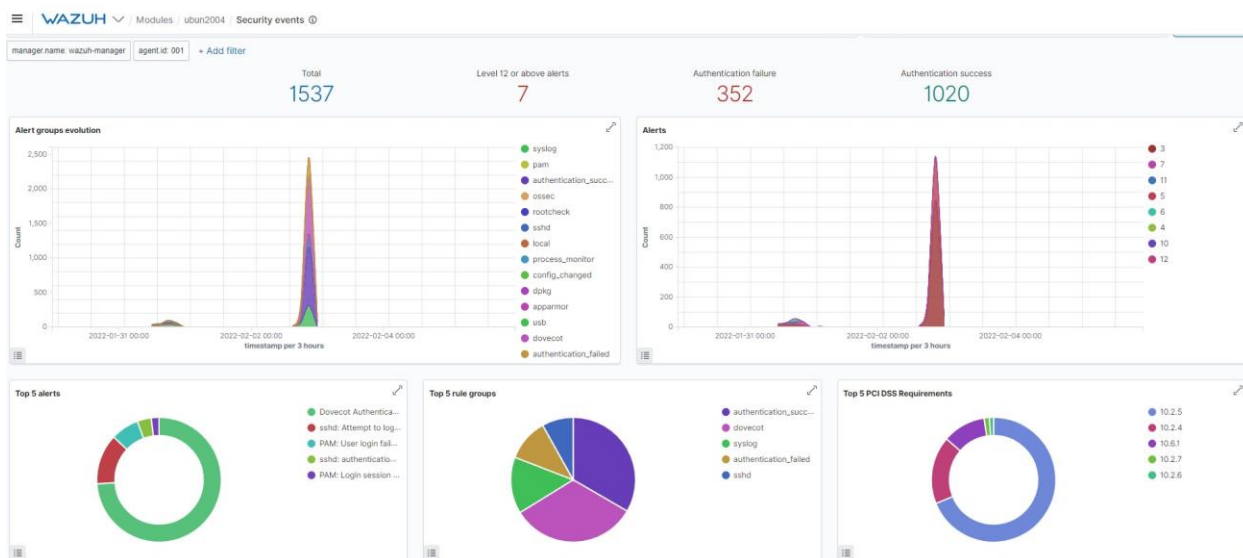 WAZUH / Modules / ubun2004 / Security events
manager.name: wazuh-manager agent.id: 001 + Add filter
Total
1537
Level 12 or above alerts
7
Authentication failure
352
Authentication success
1020
Alert groups evolution
Count
2,500
2,000
1,500
1,000
500
0
2022-01-31 00:00 2022-02-02 00:00 2022-02-04 00:00
timestamp per 3 hours
syslog
pam
authentication_succ...
ossec
rootcheck
sshd
local
process_monitor
config_changed
dpkg
apparmor
usb
dovecot
authentication_failed
Alerts
Count
1,200
1,000
800
600
400
200
0
2022-01-31 00:00 2022-02-02 00:00 2022-02-04 00:00
timestamp per 3 hours
3
7
11
5
6
4
10
12
Top 5 alerts
Dovecot Authentica...
sshd: Attempt to log...
PAM: User login fail...
sshd: authenticatio...
PAM: Login session ...
Top 5 rule groups
authentication_succ...
dovecot
syslog
authentication_failed
sshd
Top 5 PCI DSS Requirements
10.2.5
10.2.4
10.6.1
10.2.7
10.2.6